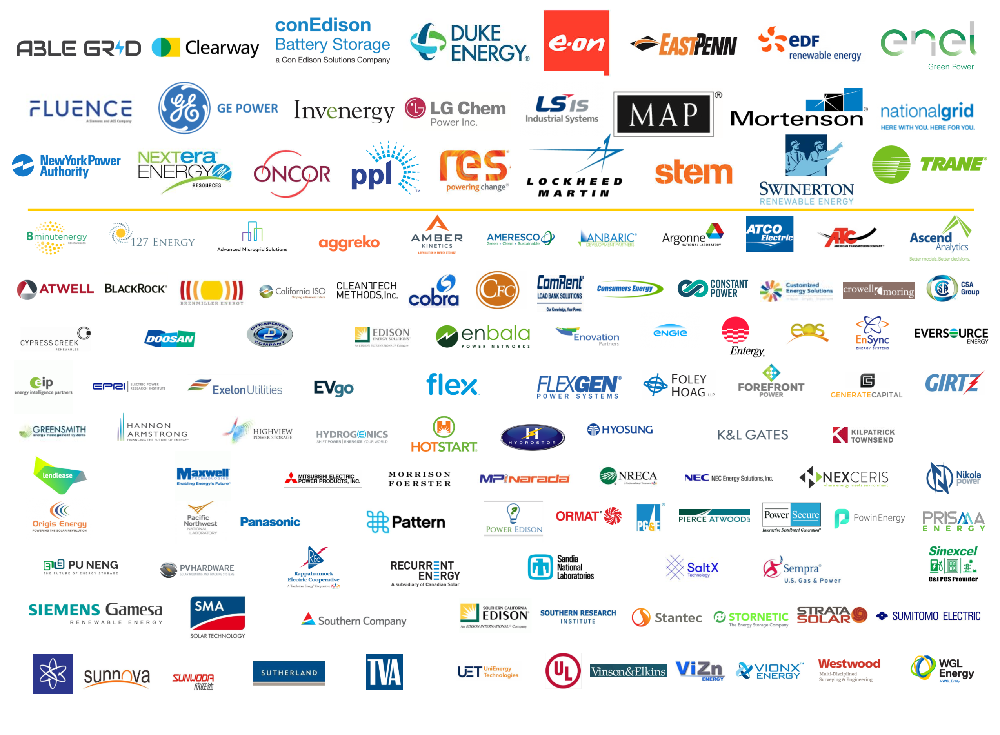 ABLE GRID
Clearway
conEdison
Battery Storage
a Con Edison Solutions Company
DUKE
ENERGY®
e·on
EASTPENN
eDF
renewable energy
enel
Green Power
FLUENCE
A Siemens and AES Company
GE
GE POWER
Invenergy
LG Chem
Power Inc.
LSIS
Industrial Systems
MAP®
Mortenson®
nationalgrid
HERE WITH YOU. HERE FOR YOU.
NewYorkPower
Authority
NEXTera™
ENERGY
RESOURCES
ONCOR
ppl™
res®
powering change®
LOCKHEED
MARTIN
stem
SWINERTON
RENEWABLE ENERGY
TRANE®
8minutenergy
RENEWABLES
127 ENERGY
Advanced Microgrid Solutions
aggreko
AMBER
KINETICS
A REVOLUTION IN ENERGY STORAGE
AMERESCO
Green • Clean • Sustainable
ANBARIC®
DEVELOPMENT PARTNERS
Argonne
NATIONAL LABORATORY
ATCO
Electric
ATC
AMERICAN TRANSMISSION COMPANY®
Ascend
Analytics
Better models. Better decisions.
ATWELL
BLACKROCK®
BRENMILLER ENERGY
California ISO
Shaping a Renewed Future
CLEANTECH
METHODS, Inc.
cobra
CFC
ComRent®
LOAD BANK SOLUTIONS
Our Knowledge, Your Power.
Consumers Energy
CONSTANT
POWER
Customized
Energy Solutions
crowell moring
CSA
Group
CYPRESS CREEK
RENEWABLES
DOOSAN
DYNAPOWER
COMPANY
EDISON
ENERGY SOLUTIONS℠
An EDISON INTERNATIONAL® Company
enbala
POWER NETWORKS
Enovation
Partners
eNGie
Entergy®
eos
EnSync
ENERGY SYSTEMS
EVERSOURCE
ENERGY
eip
energy intelligence partners
EPRI
ELECTRIC POWER
RESEARCH INSTITUTE
Exelon Utilities
EVgo
flex
FLEXGEN®
POWER SYSTEMS
FOLEY
HOAG LLP
FOREFRONT
POWER
G
GENERATECAPITAL
GIRTZ
GREENSMITH
energy management systems
HANNON
ARMSTRONG
FINANCING THE FUTURE OF ENERGY™
HIGHVIEW
POWER STORAGE
HYDROGENICS
SHIFT POWER | ENERGIZE YOUR WORLD
H
HOTSTART®
H
HYDROSTOR
HYOSUNG
K&L GATES
KILPATRICK
TOWNSEND
lendlease
Maxwell
TECHNOLOGIES
Enabling Energy's Future™
MITSUBISHI ELECTRIC
POWER PRODUCTS, INC.
MORRISON
FOERSTER
MPINarada
NRECA
NEC NEC Energy Solutions, Inc.
NEXCERIS
where energy meets environment
Nikola
power
Origis Energy
POWERING THE SOLAR REVOLUTION
Pacific
Northwest
NATIONAL
LABORATORY
Panasonic
Pattern
POWER EDISON
ORMAT®
PG&E®
PIERCE ATWOOD LLP
Power Secure
Interactive Distributed Generation®
PowinEnergy
PRISMA
ENERGY
PU NENG
THE FUTURE OF ENERGY STORAGE
PVHARDWARE
SOLAR MOUNTING AND TRACKING SYSTEMS
REC
Rappahannock
Electric Cooperative
A Touchstone Energy® Cooperative
RECURRENT
ENERGY
A subsidiary of Canadian Solar
Sandia
National
Laboratories
SaltX
Technology
Sempra®
U.S. Gas & Power
Sinexcel
C&I PCS Provider
SIEMENS Gamesa
RENEWABLE ENERGY
SMA
SOLAR TECHNOLOGY
Southern Company
SOUTHERN CALIFORNIA
EDISON®
An EDISON INTERNATIONAL® Company
SOUTHERN RESEARCH
INSTITUTE
Stantec
STORNETIC
The Energy Storage Company
STRATA
SOLAR
SUMITOMO ELECTRIC
sunnova
SUNWODA
欣旺达
SUTHERLAND
TVA
UET UniEnergy
Technologies
UL
Vinson&Elkins
ViZn
ENERGY
VIONX™
ENERGY
Westwood
Multi-Disciplined
Surveying & Engineering
WGL
Energy
A WGL Entity